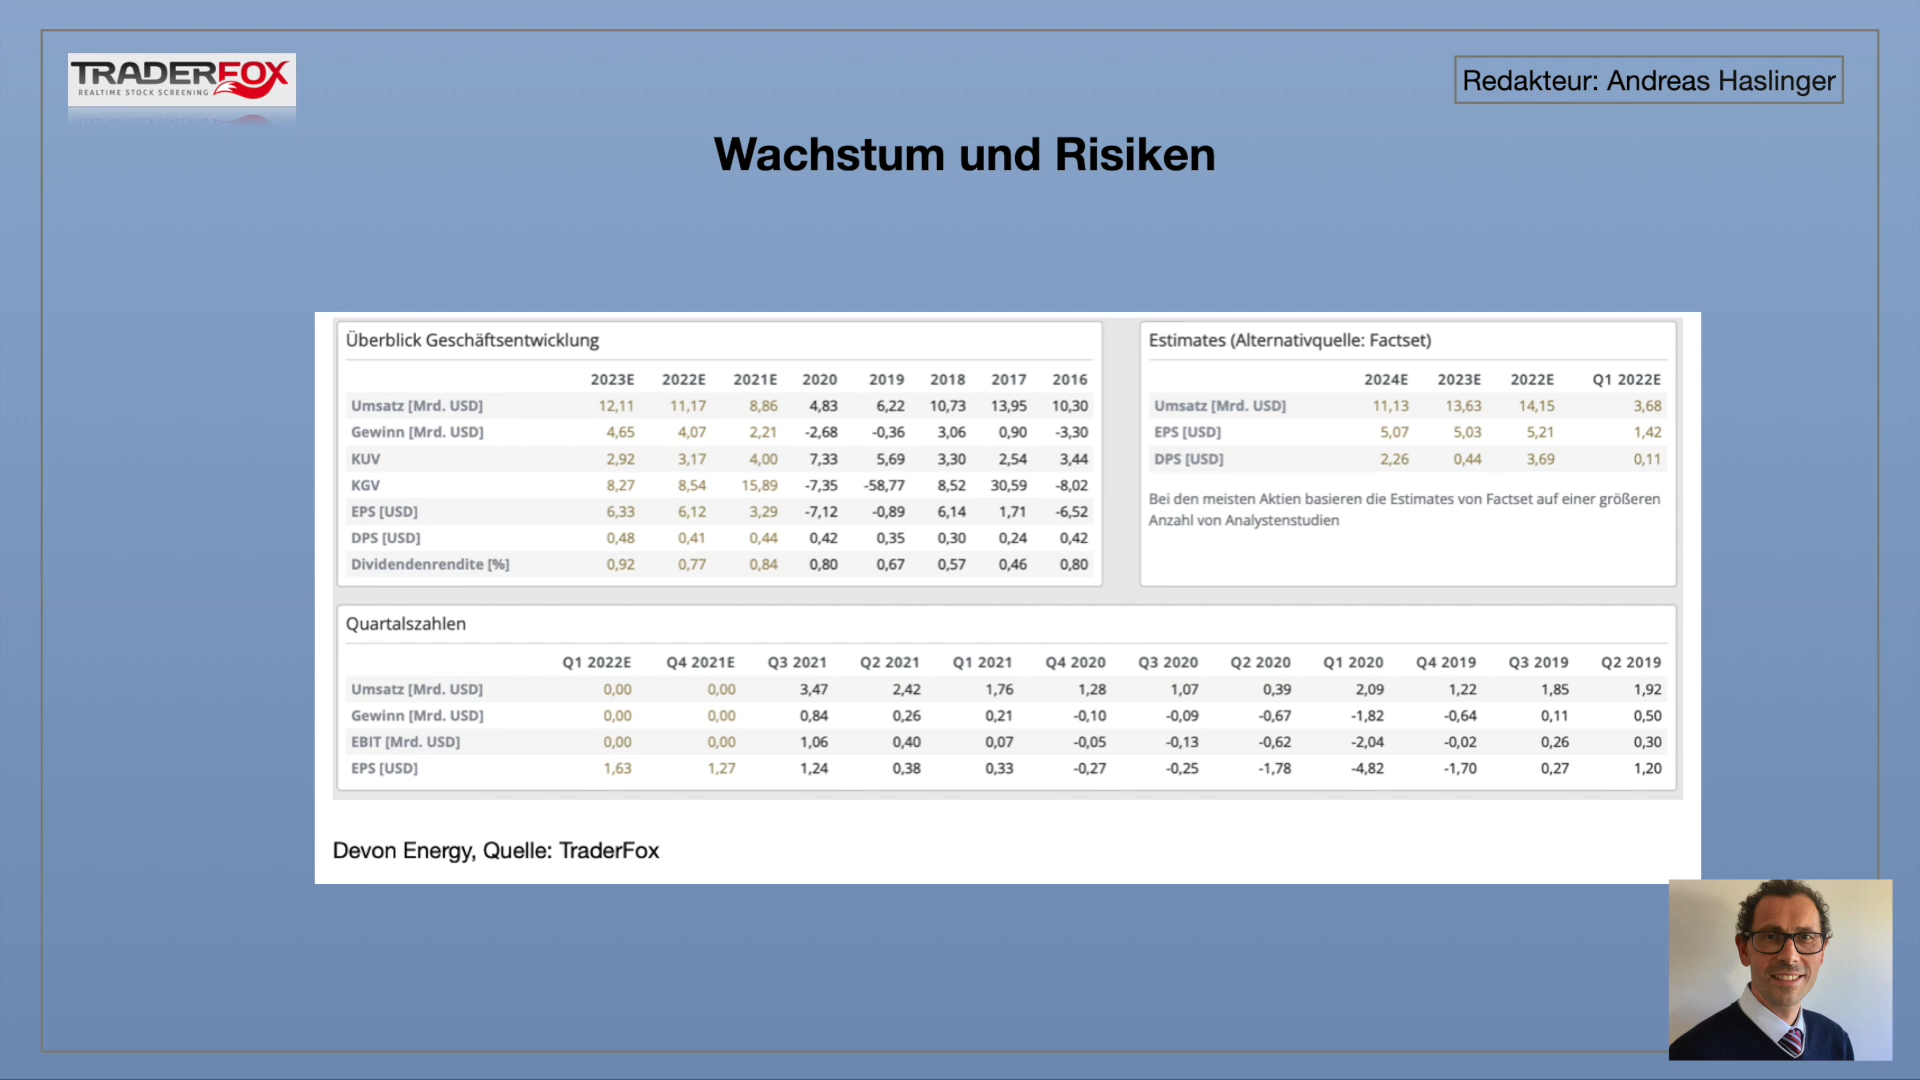 TRADERFOX
REALTIME STOCK SCREENING
Redakteur: Andreas Haslinger
Wachstum und Risiken
Überblick Geschäftsentwicklung
2023E 2022E 2021E 2020 2019 2018 2017 2016
Umsatz [Mrd. USD] 12,11 11,17 8,86 4,83 6,22 10,73 13,95 10,30
Gewinn [Mrd. USD] 4,65 4,07 2,21 -2,68 -0,36 3,06 0,90 -3,30
KUV 2,92 3,17 4,00 7,33 5,69 3,30 2,54 3,44
KGV 8,27 8,54 15,89 -7,35 -58,77 8,52 30,59 -8,02
EPS [USD] 6,33 6,12 3,29 -7,12 -0,89 6,14 1,71 -6,52
DPS [USD] 0,48 0,41 0,44 0,42 0,35 0,30 0,24 0,42
Dividendenrendite [%] 0,92 0,77 0,84 0,80 0,67 0,57 0,46 0,80
Estimates (Alternativquelle: Factset)
2024E 2023E 2022E Q1 2022E
Umsatz [Mrd. USD] 11,13 13,63 14,15 3,68
EPS [USD] 5,07 5,03 5,21 1,42
DPS [USD] 2,26 0,44 3,69 0,11
Bei den meisten Aktien basieren die Estimates von Factset auf einer größeren
Anzahl von Analystenstudien
Quartalszahlen
Q1 2022E Q4 2021E Q3 2021 Q2 2021 Q1 2021 Q4 2020 Q3 2020 Q2 2020 Q1 2020 Q4 2019 Q3 2019 Q2 2019
Umsatz [Mrd. USD] 0,00 0,00 3,47 2,42 1,76 1,28 1,07 0,39 2,09 1,22 1,85 1,92
Gewinn [Mrd. USD] 0,00 0,00 0,84 0,26 0,21 -0,10 -0,09 -0,67 -1,82 -0,64 0,11 0,50
EBIT [Mrd. USD] 0,00 0,00 1,06 0,40 0,07 -0,05 -0,13 -0,62 -2,04 -0,02 0,26 0,30
EPS [USD] 1,63 1,27 1,24 0,38 0,33 -0,27 -0,25 -1,78 -4,82 -1,70 0,27 1,20
Devon Energy, Quelle: TraderFox